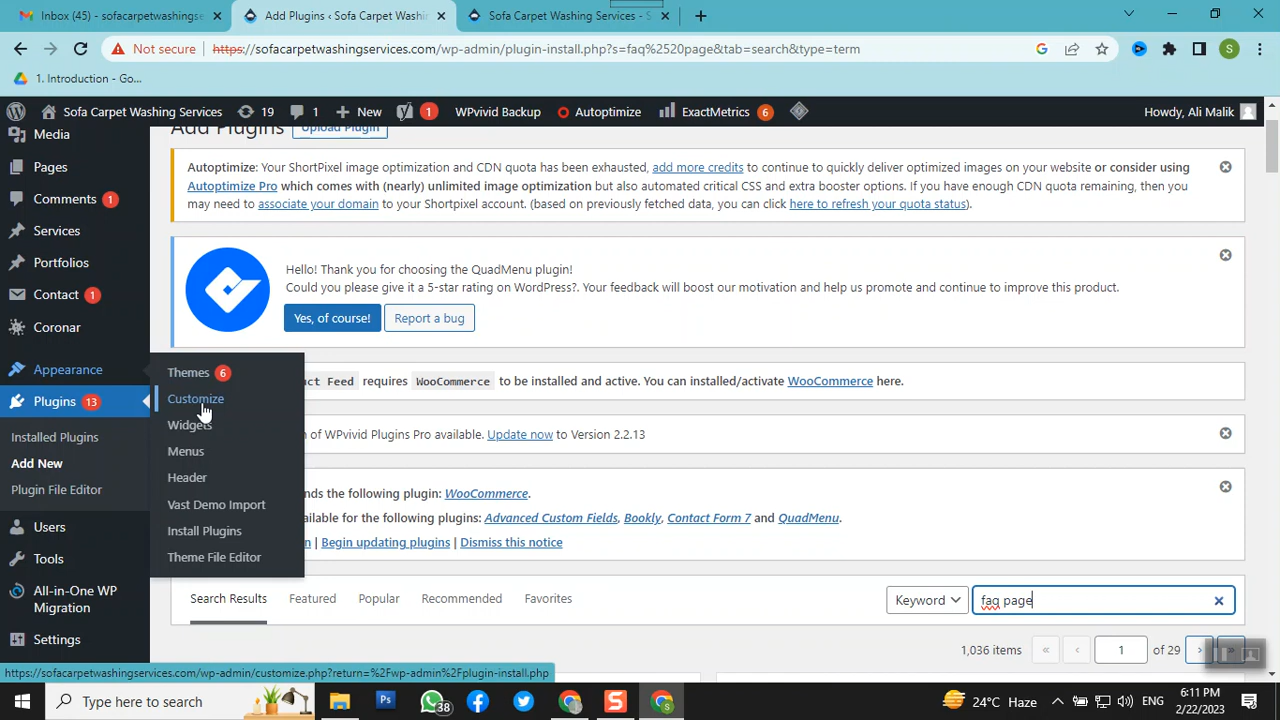 Inbox (45) - sofacarpetwashingse
Add Plugins ‹ Sofa Carpet Washin
Sofa Carpet Washing Services - S
Not secure
https://sofacarpetwashingservices.com/wp-admin/plugin-install.php?s=faq%2520page&tab=search&type=term
S
1. Introduction - Go...
Sofa Carpet Washing Services
19
1
New
1
WPvivid Backup
Autoptimize
ExactMetrics
6
Howdy, Ali Malik
Media
Pages
Comments 1
Services
Portfolios
Contact 1
Coronar
Appearance
Plugins 13
Installed Plugins
Add New
Plugin File Editor
Users
Tools
All-in-One WP
Migration
Settings
Themes 6
Customize
Widgets
Menus
Header
Vast Demo Import
Install Plugins
Theme File Editor
Add Plugins
Upload Plugin
Autoptimize: Your ShortPixel image optimization and CDN quota has been exhausted, add more credits to continue to quickly deliver optimized images on your website or consider using
Autoptimize Pro which comes with (nearly) unlimited image optimization but also automated critical CSS and extra booster options. If you have enough CDN quota remaining, then you
may need to associate your domain to your Shortpixel account. (based on previously fetched data, you can click here to refresh your quota status).
Hello! Thank you for choosing the QuadMenu plugin!
Could you please give it a 5-star rating on WordPress?. Your feedback will boost our motivation and help us promote and continue to improve this product.
Yes, of course!
Report a bug
uct Feed requires WooCommerce to be installed and active. You can installed/activate WooCommerce here.
n of WPvivid Plugins Pro available. Update now to Version 2.2.13
nds the following plugin: WooCommerce.
ailable for the following plugins: Advanced Custom Fields, Bookly, Contact Form 7 and QuadMenu.
n | Begin updating plugins | Dismiss this notice
Search Results
Featured
Popular
Recommended
Favorites
Keyword
faq page
1,036 items
«
‹
1
of 29
›
»
https://sofacarpetwashingservices.com/wp-admin/customize.php?return=%2Fwp-admin%2Fplugin-install.php
Type here to search
Ps
38
S
24°C Haze
ENG
6:11 PM
2/22/2023